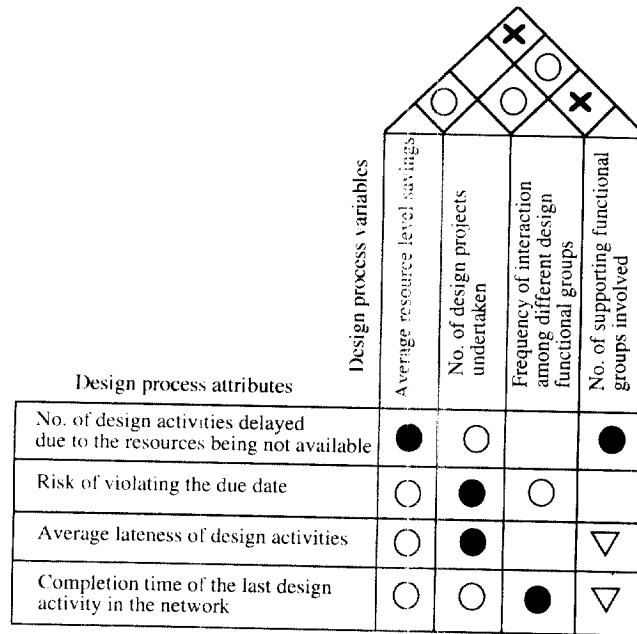 Design process variables
Average resource level savings
No. of design projects
undertaken
Frequency of interaction
among different design
functional groups
No. of supporting functional
groups involved
Design process attributes
No. of design activities delayed
due to the resources being not available
Risk of violating the due date
Average lateness of design activities
Completion time of the last design
activity in the network